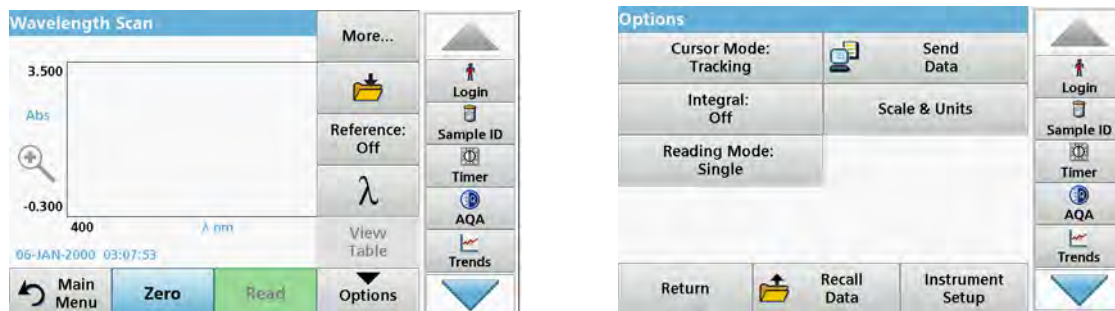 Wavelength Scan
More...
3.500
Abs
Reference:
Off
-0.300
400
λ nm
λ
View
Table
06-JAN-2000 03:07:53
Main
Menu
Zero
Read
Options
Login
Sample ID
Timer
AQA
Trends
Options
Cursor Mode:
Tracking
Send
Data
Integral:
Off
Scale & Units
Reading Mode:
Single
Return
Recall
Data
Instrument
Setup
Login
Sample ID
Timer
AQA
Trends